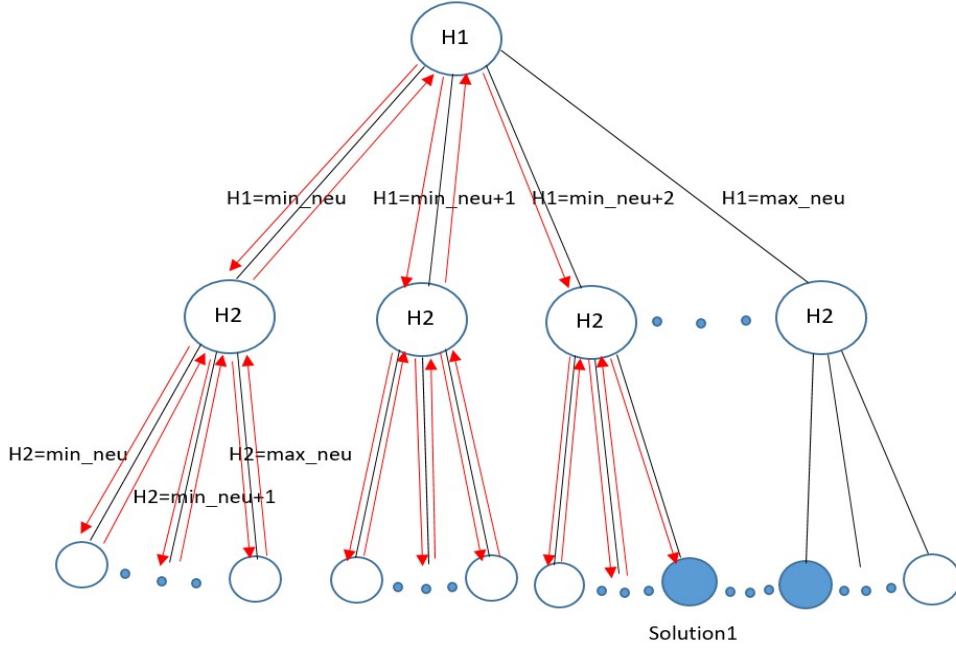 H1
H1=min_neu
H1=min_neu+1
H1=min_neu+2
H1=max_neu
H2
H2
H2
H2
H2=min_neu
H2=max_neu
H2=min_neu+1
Solution1